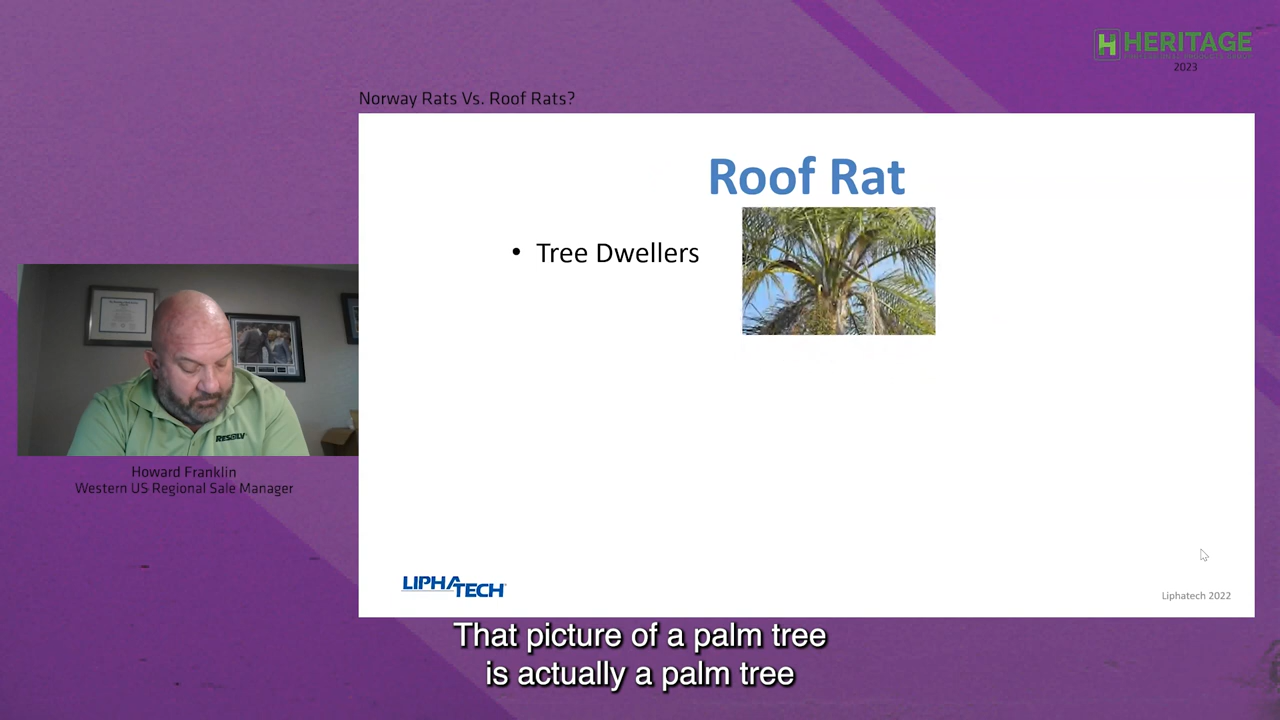 HERITAGE
2023
Norway Rats Vs. Roof Rats?
Roof Rat
• Tree Dwellers
RESOLV
Howard Franklin
Western US Regional Sale Manager
LIPHATECH
Liphatech 2022
That picture of a palm tree
is actually a palm tree